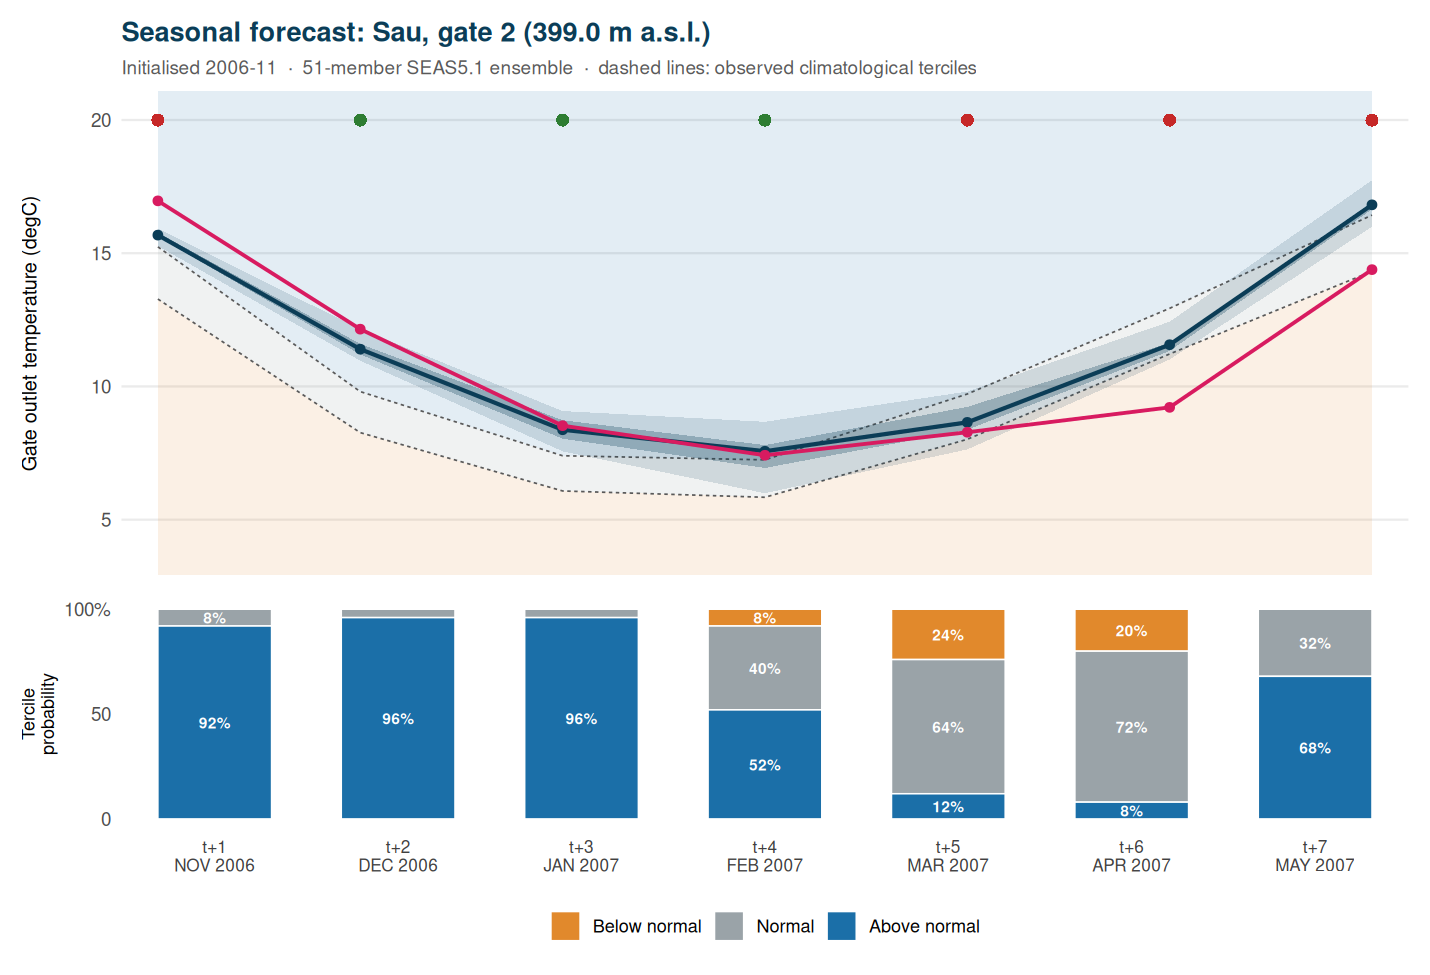 Seasonal forecast: Sau, gate 2 (399.0 m a.s.l.)
Initialised 2006-11 · 51-member SEAS5.1 ensemble · dashed lines: observed climatological terciles
Gate outlet temperature (degC)
20
15
10
5
Tercile
probability
100%
50
0
8%
92%
96%
96%
8%
40%
52%
24%
64%
12%
20%
72%
8%
32%
68%
t+1
NOV 2006
t+2
DEC 2006
t+3
JAN 2007
t+4
FEB 2007
t+5
MAR 2007
t+6
APR 2007
t+7
MAY 2007
Below normal
Normal
Above normal